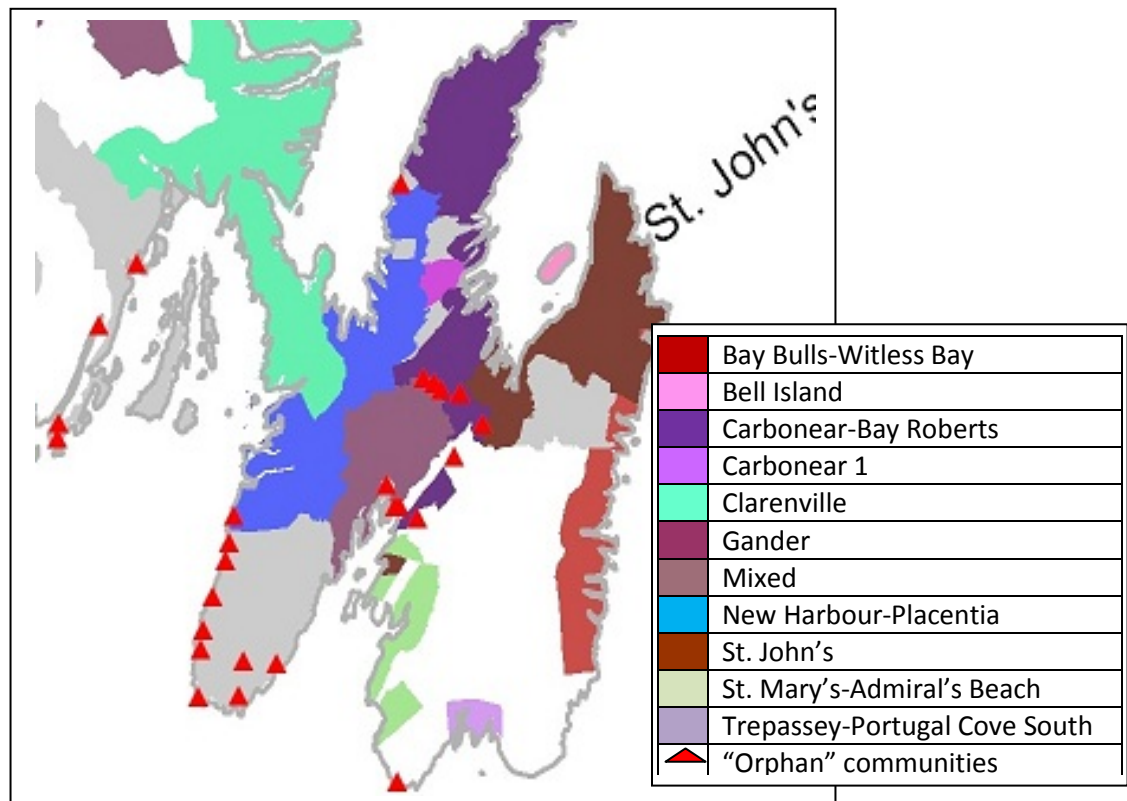 St. John's
Bay Bulls-Witless Bay
Bell Island
Carbonear-Bay Roberts
Carbonear 1
Clarenville
Gander
Mixed
New Harbour-Placentia
St. John’s
St. Mary’s-Admiral’s Beach
Trepassey-Portugal Cove South
“Orphan” communities